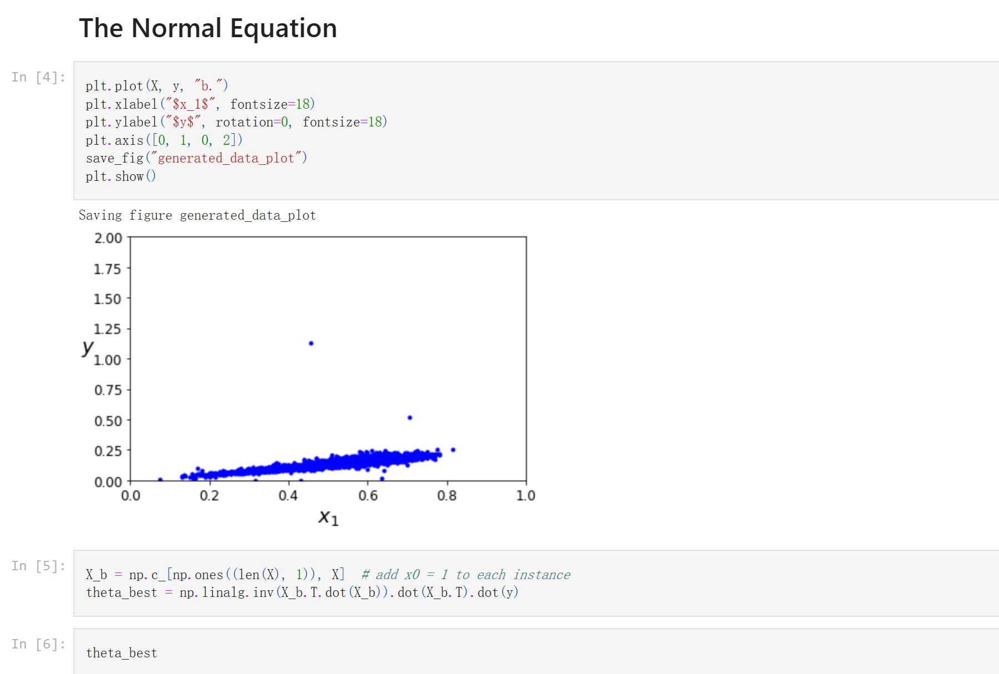 The Normal Equation
In [4]:
plt.plot(X, y, "b.")
plt.xlabel("$x_1$", fontsize=18)
plt.ylabel("$y$", rotation=0, fontsize=18)
plt.axis([0, 1, 0, 2])
save_fig("generated_data_plot")
plt.show()
Saving figure generated_data_plot
2.00
1.75
1.50
1.25
y
1.00
0.75
0.50
0.25
0.00
0.0 0.2 0.4 0.6 0.8 1.0
x₁
In [5]:
X_b = np.c_[np.ones((len(X), 1)), X]  # add x0 = 1 to each instance
theta_best = np.linalg.inv(X_b.T.dot(X_b)).dot(X_b.T).dot(y)
In [6]:
theta_best